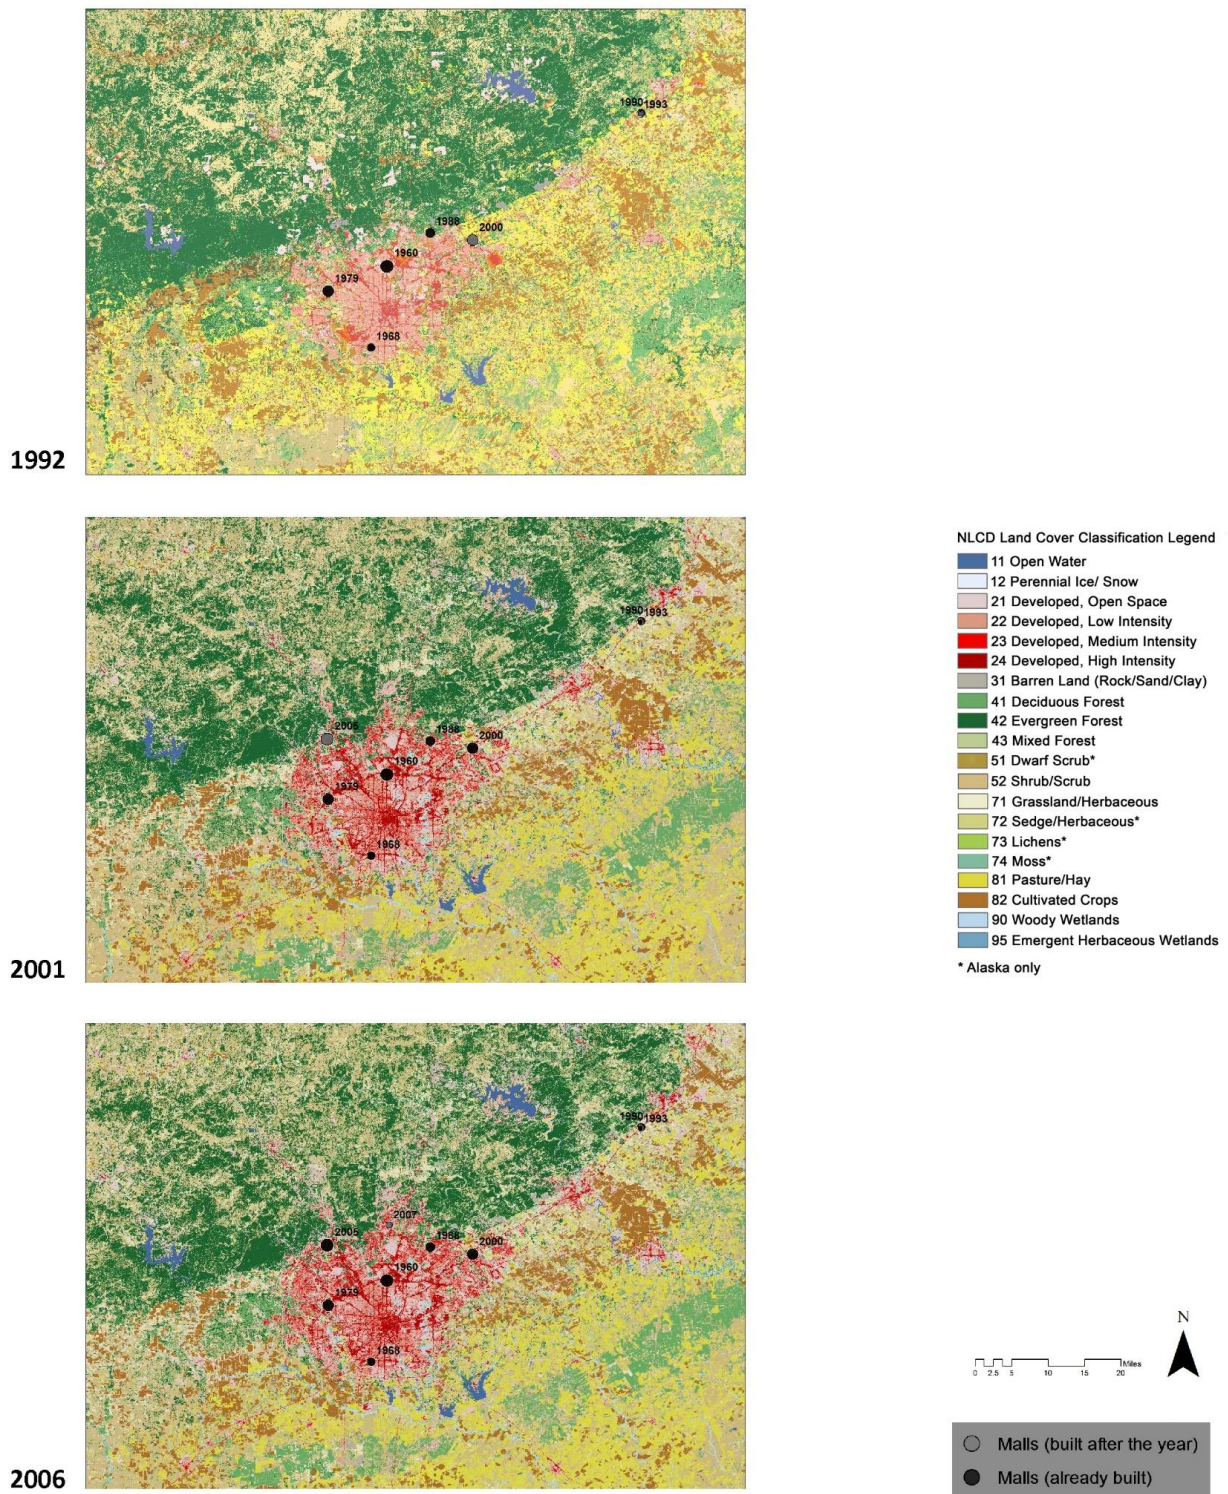 1990 1993
1988
2000
1960
1979
1968
1992
NLCD Land Cover Classification Legend
11 Open Water
12 Perennial Ice/ Snow
21 Developed, Open Space
22 Developed, Low Intensity
23 Developed, Medium Intensity
24 Developed, High Intensity
31 Barren Land (Rock/Sand/Clay)
41 Deciduous Forest
42 Evergreen Forest
43 Mixed Forest
51 Dwarf Scrub*
52 Shrub/Scrub
71 Grassland/Herbaceous
72 Sedge/Herbaceous*
73 Lichens*
74 Moss*
81 Pasture/Hay
82 Cultivated Crops
90 Woody Wetlands
95 Emergent Herbaceous Wetlands
* Alaska only
1990 1993
2005
1988
2000
1960
1979
1968
2001
1990 1993
2007
2005
1988
2000
1960
1979
1968
2006
N
Miles
0 2.5 5 10 15 20
Malls (built after the year)
Malls (already built)